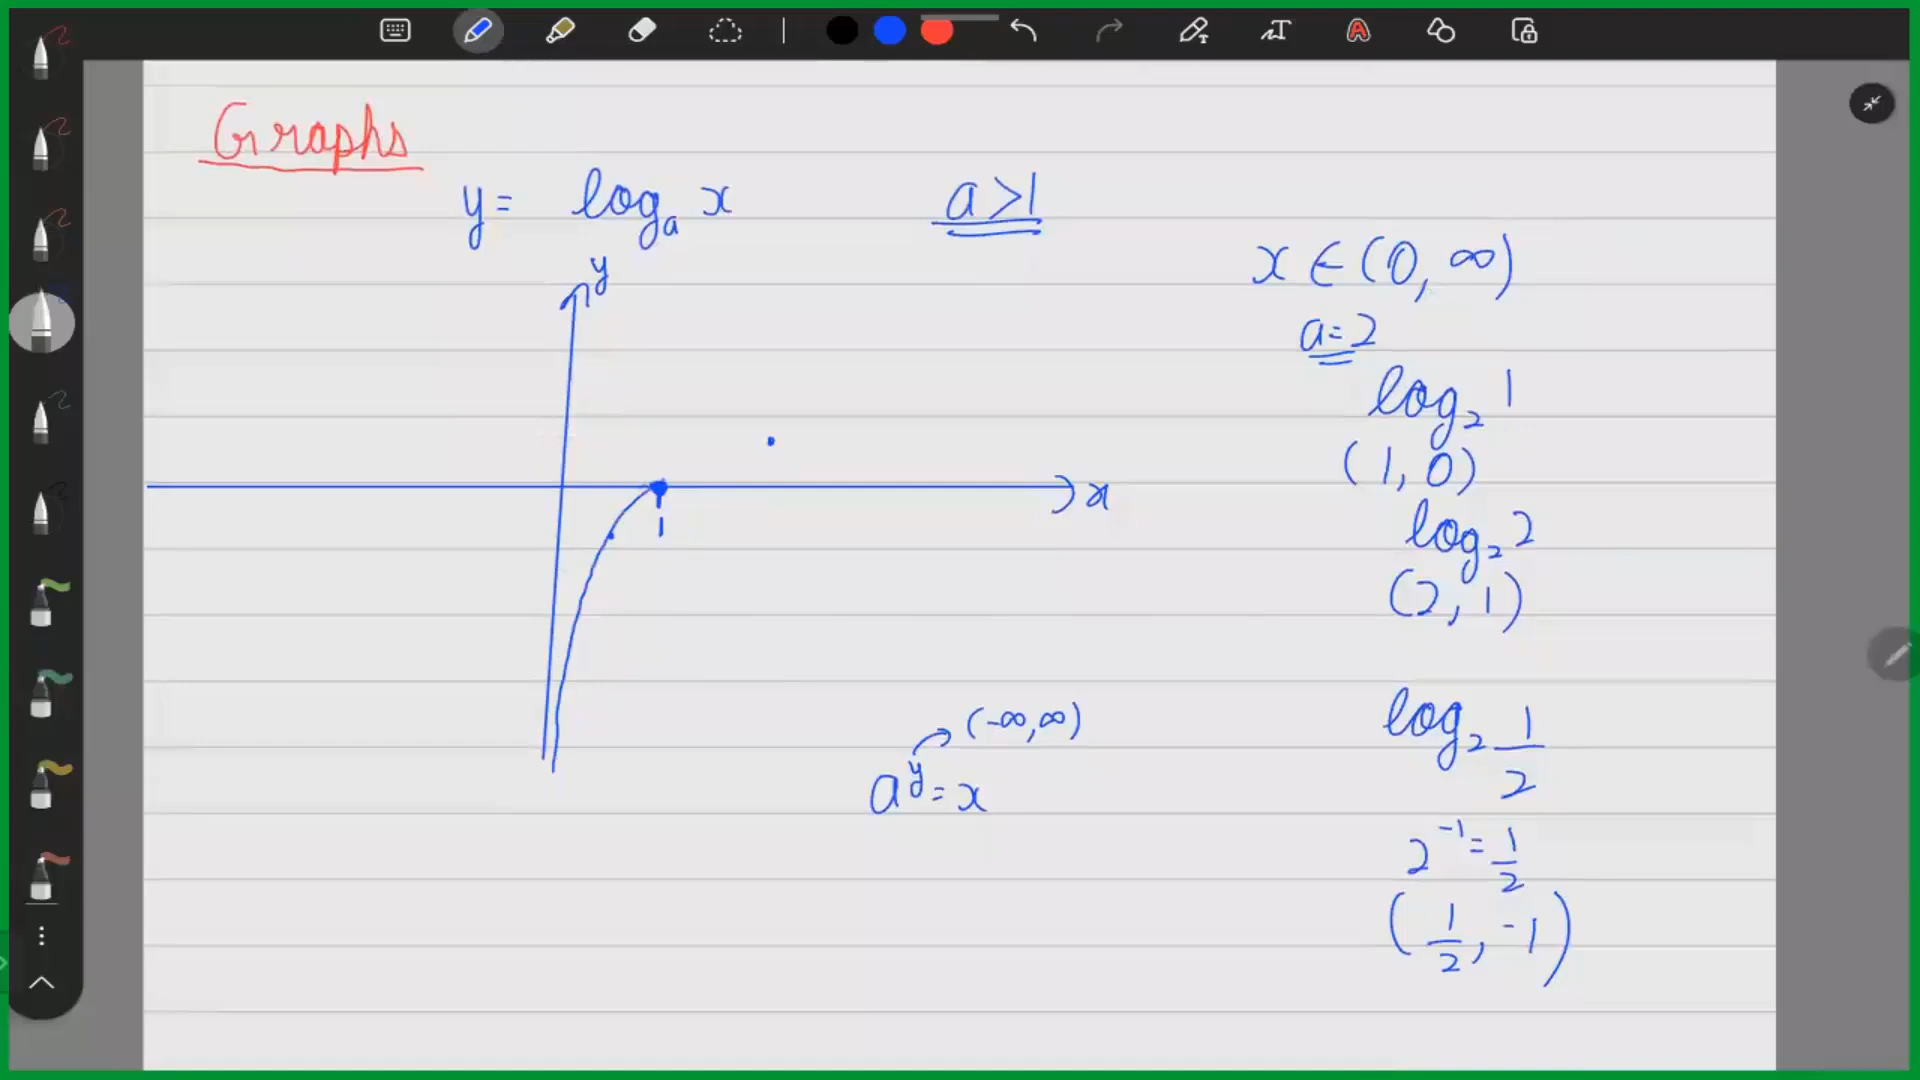 Graphs
y = logₐ x
a > 1
x ∈ (0, ∞)
y
a = 2
log₂ 1
(1, 0)
x
1
log₂ 2
(2, 1)
(-∞, ∞)
aʸ = x
log₂ 1/2
2⁻¹ = 1/2
(1/2, -1)